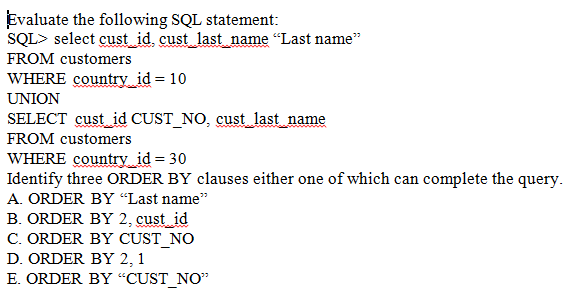 Evaluate the following SQL statement:
SQL> select cust_id, cust_last_name “Last name”
FROM customers
WHERE country_id = 10
UNION
SELECT cust_id CUST_NO, cust_last_name
FROM customers
WHERE country_id = 30
Identify three ORDER BY clauses either one of which can complete the query.
A. ORDER BY “Last name”
B. ORDER BY 2, cust_id
C. ORDER BY CUST_NO
D. ORDER BY 2, 1
E. ORDER BY “CUST_NO”